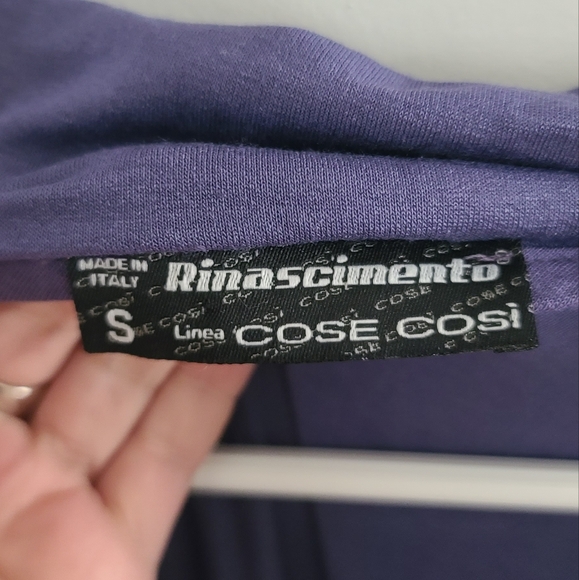 MADE IN
ITALY
Rinascimento
S
Linea COSE COSÌ